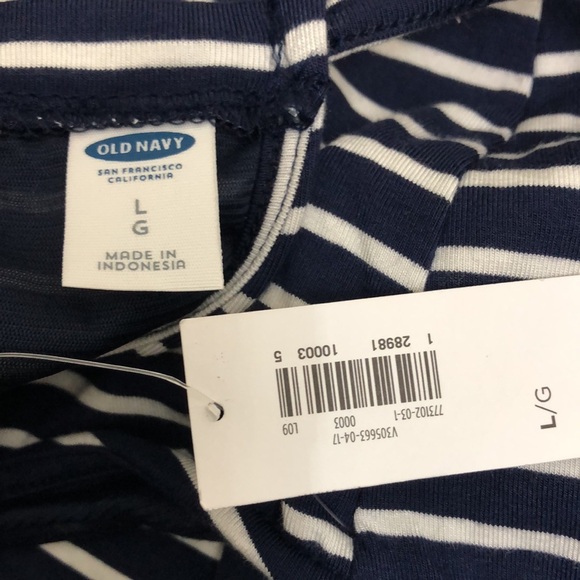 OLD NAVY
SAN FRANCISCO
CALIFORNIA
L
G
MADE IN
INDONESIA
1 28981 10003 5
773102-03-1
V305663-04-17
0003
L09
L/G